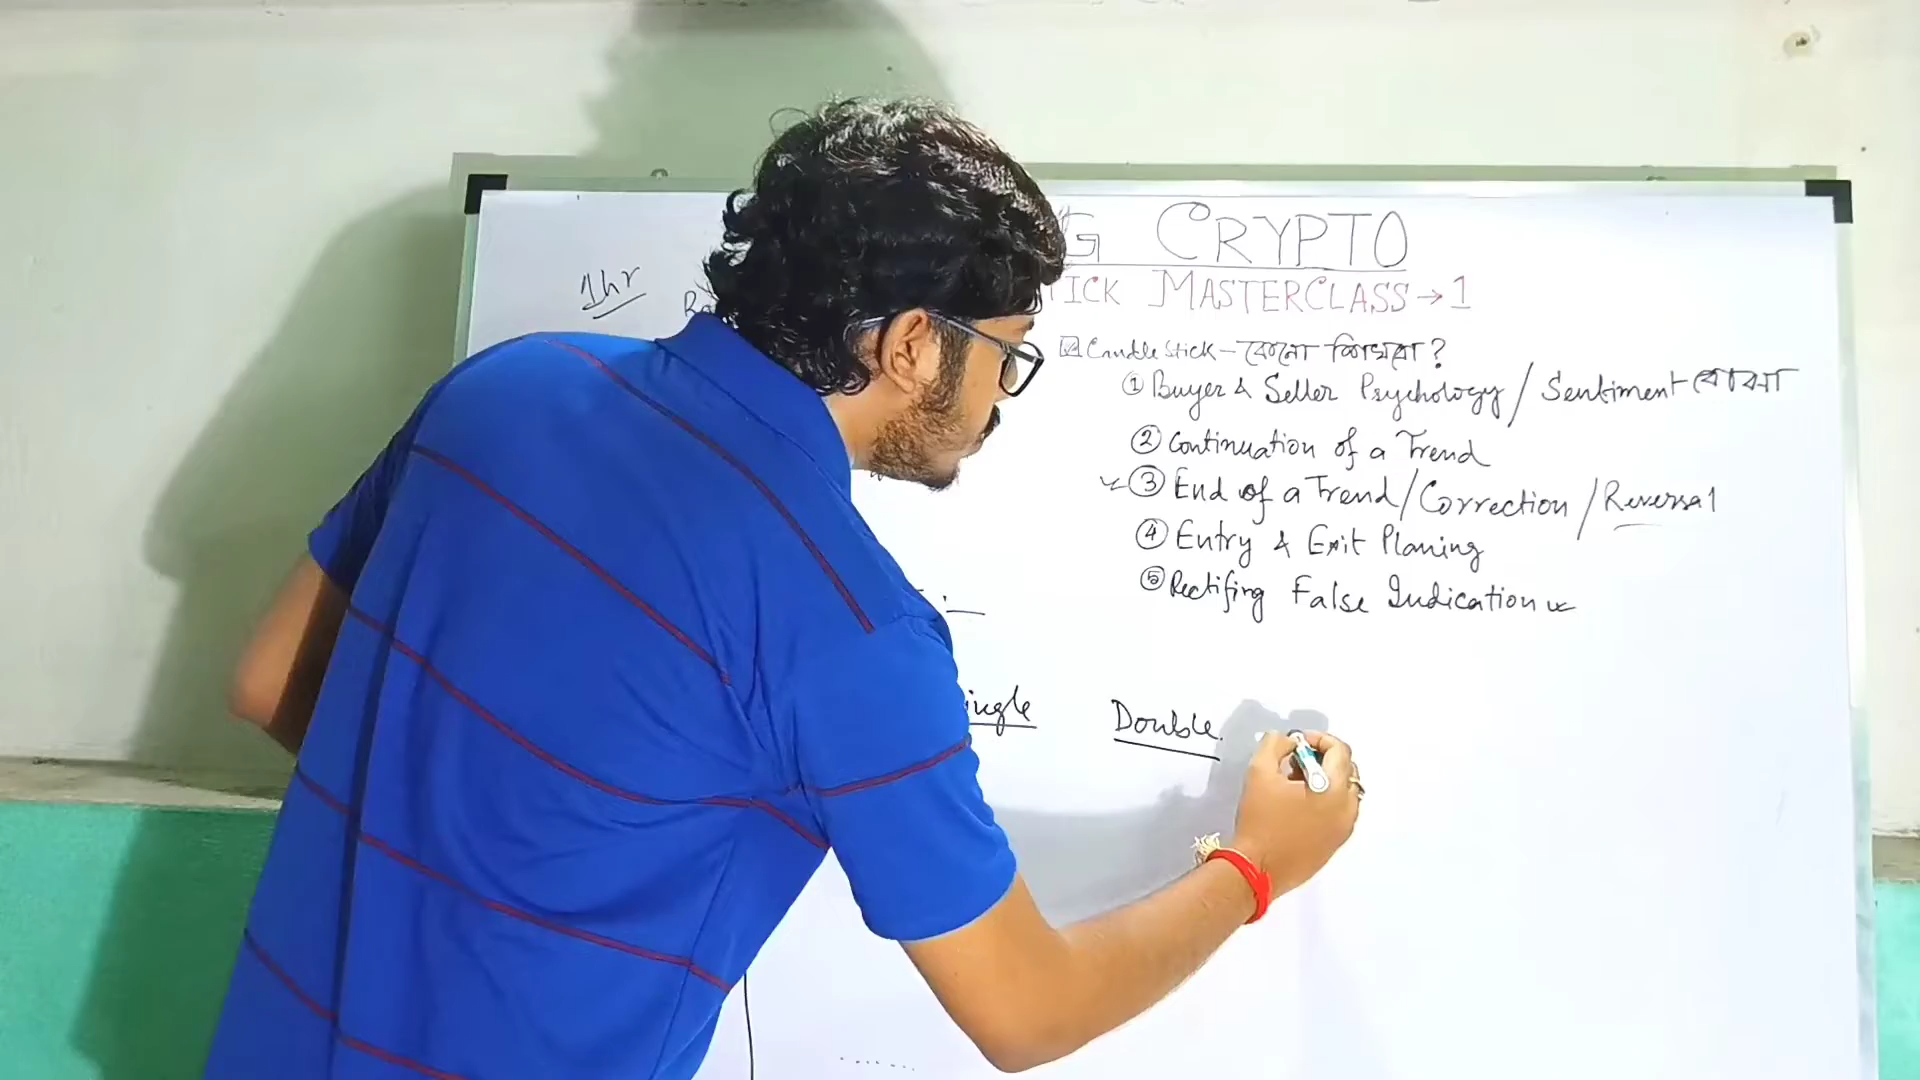 G CRYPTO
TICK MASTERCLASS → 1
1hr
Candle Stick - কেনো শিখবো ?
① Buyer & Seller Psychology / Sentiment বোঝা
② Continuation of a Trend
③ End of a Trend / Correction / Reversal
④ Entry & Exit Planing
⑤ Rectifing False Indication
ingle Double